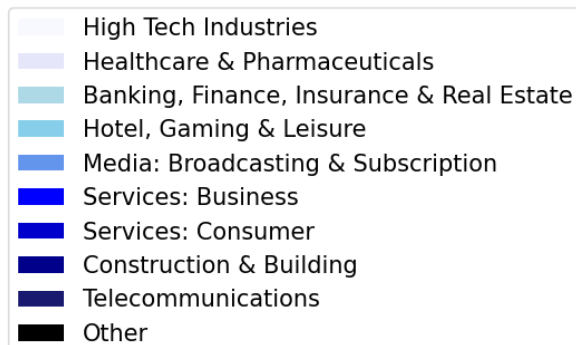 High Tech Industries
Healthcare & Pharmaceuticals
Banking, Finance, Insurance & Real Estate
Hotel, Gaming & Leisure
Media: Broadcasting & Subscription
Services: Business
Services: Consumer
Construction & Building
Telecommunications
Other